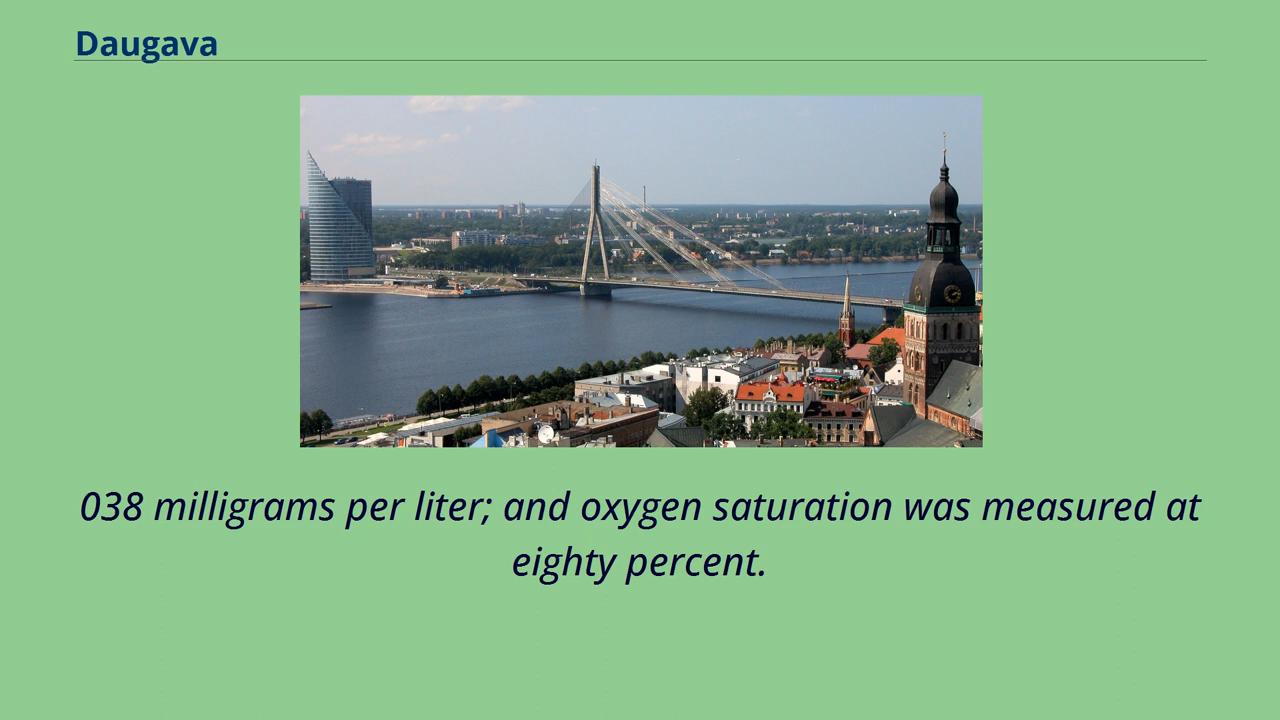 Daugava
038 milligrams per liter; and oxygen saturation was measured at
eighty percent.